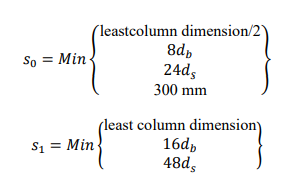 (leastcolumn dimension/2)
8d_b
s_0 = Min {
24d_s
300 mm
(least column dimension)
s_1 = Min { 16d_b }
48d_s